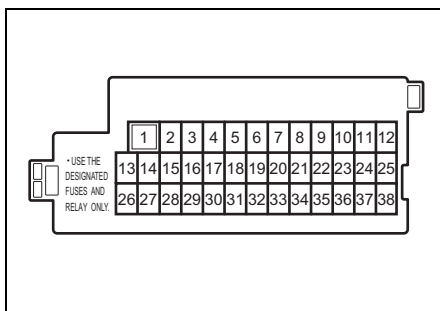 1 2 3 4 5 6 7 8 9 10 11 12
• USE THE
DESIGNATED
FUSES AND
RELAY ONLY.
13 14 15 16 17 18 19 20 21 22 23 24 25
26 27 28 29 30 31 32 33 34 35 36 37 38